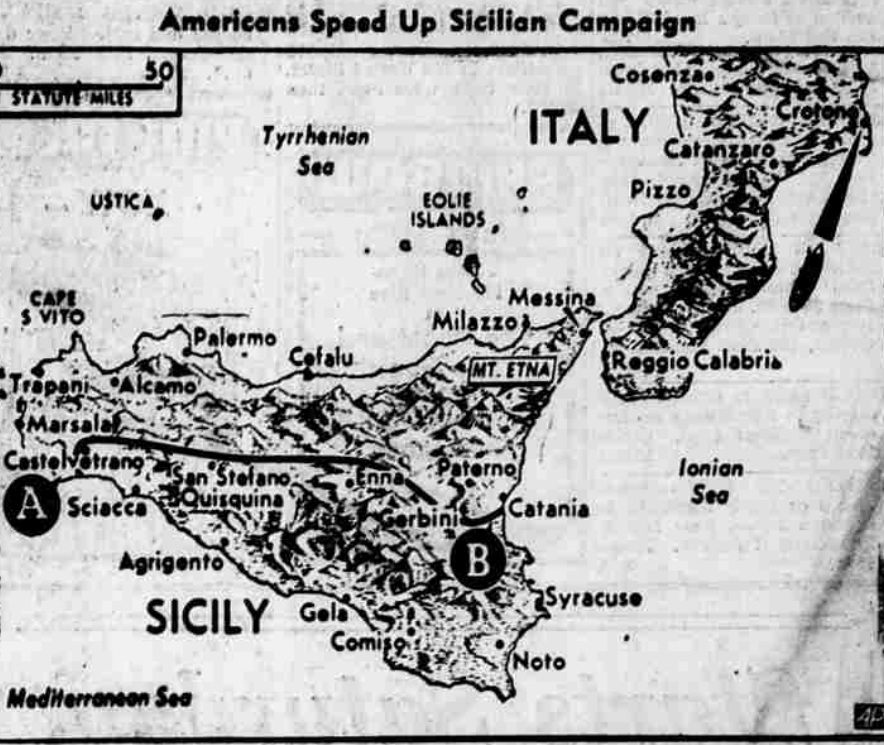 Americans Speed Up Sicilian Campaign
50
STATUTE MILES
Cosenza
Crotone
ITALY
Catanzaro
Tyrrhenian
Sea
Pizzo
USTICA
EOLIE
ISLANDS
CAPE
S VITO
Messina
Milazzo
Palermo
Cefalu
MT. ETNA
Reggio Calabria
Trapani
Alcamo
Marsala
Castelvetrano
San Stefano
Quisquina
Enna
Paterno
Ionian
Sea
A
Sciacca
Gerbini
Catania
B
Agrigento
SICILY
Gela
Syracuse
Comiso
Noto
Mediterranean Sea
AP